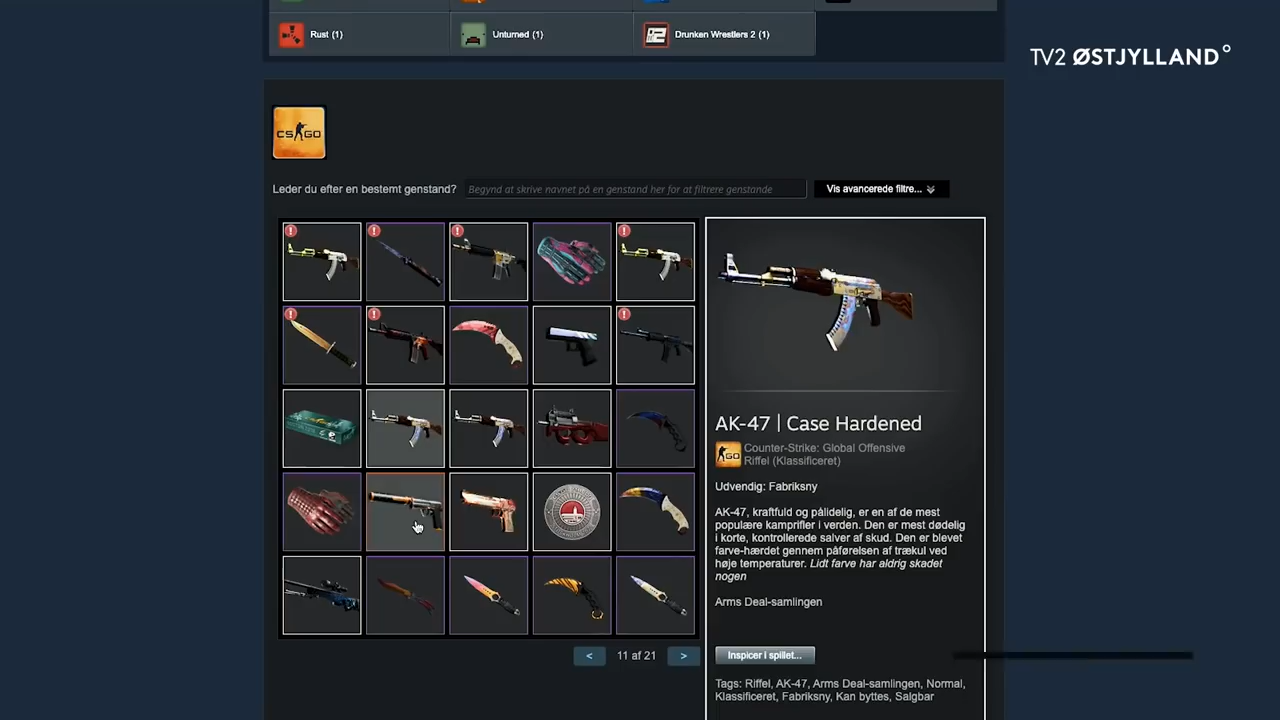 Rust (1)
Unturned (1)
Drunken Wrestlers 2 (1)
TV2 ØSTJYLLAND°
CS GO
Leder du efter en bestemt genstand?
Begynd at skrive navnet på en genstand her for at filtrere genstande
Vis avancerede filtre...
AK-47 | Case Hardened
GO
Counter-Strike: Global Offensive
Riffel (Klassificeret)
Udvendig: Fabriksny
AK-47, kraftfuld og pålidelig, er en af de mest
populære kamprifler i verden. Den er mest dødelig
i korte, kontrollerede salver af skud. Den er blevet
farve-hærdet gennem påførelsen af trækul ved
høje temperaturer. Lidt farve har aldrig skadet
nogen
Arms Deal-samlingen
< 11 af 21 >
Inspicer i spillet...
Tags: Riffel, AK-47, Arms Deal-samlingen, Normal,
Klassificeret, Fabriksny, Kan byttes, Salgbar